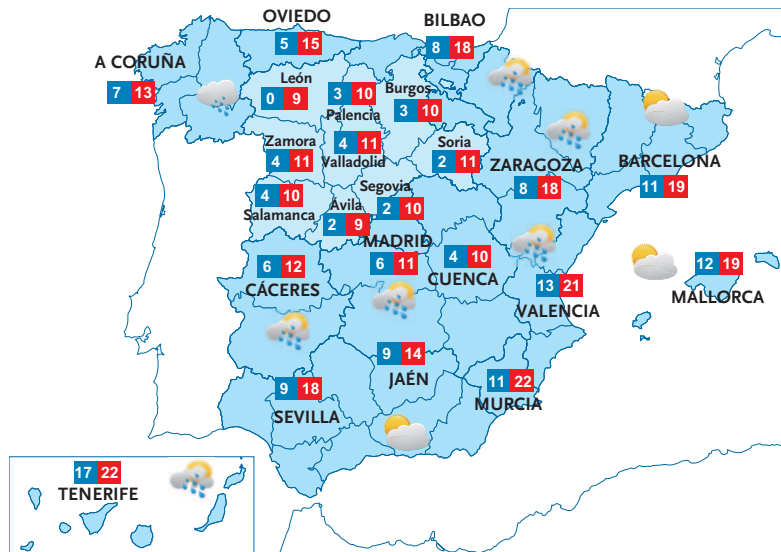 OVIEDO
5 15
BILBAO
8 18
A CORUÑA
7 13
León
0 9
3 10
Palencia
Burgos
3 10
Zamora
4 11
4 11
Valladolid
Soria
2 11
ZARAGOZA
8 18
BARCELONA
11 19
4 10
Salamanca
Ávila
2 9
Segovia
2 10
MADRID
6 11
4 10
CUENCA
6 12
CÁCERES
13 21
VALENCIA
12 19
MALLORCA
9 14
JAÉN
11 22
MURCIA
9 18
SEVILLA
17 22
TENERIFE